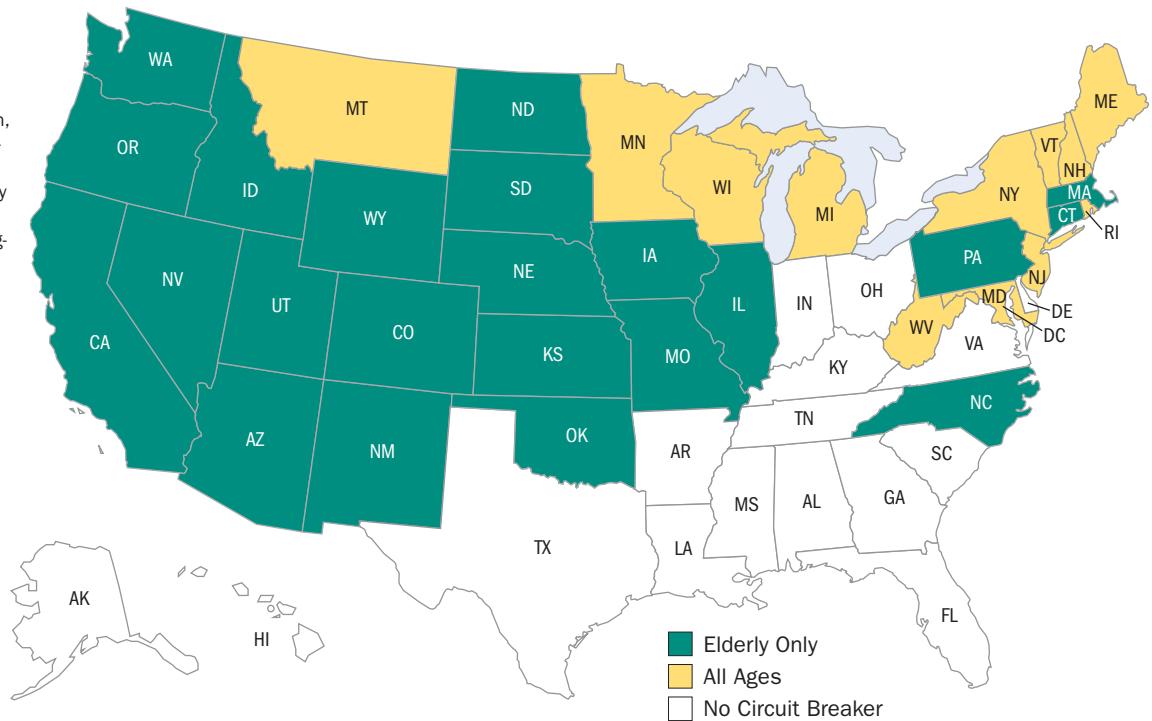 WA
ME
MT
ND
MN
VT
OR
NH
SD
WI
ID
NY
MA
MI
WY
CT
RI
IA
PA
NE
NV
NJ
OH
MD
IL
IN
UT
DE
WV
CO
DC
CA
VA
KS
MO
KY
NC
TN
AZ
OK
NM
AR
SC
GA
MS
AL
TX
LA
AK
FL
HI
Elderly Only
All Ages
No Circuit Breaker